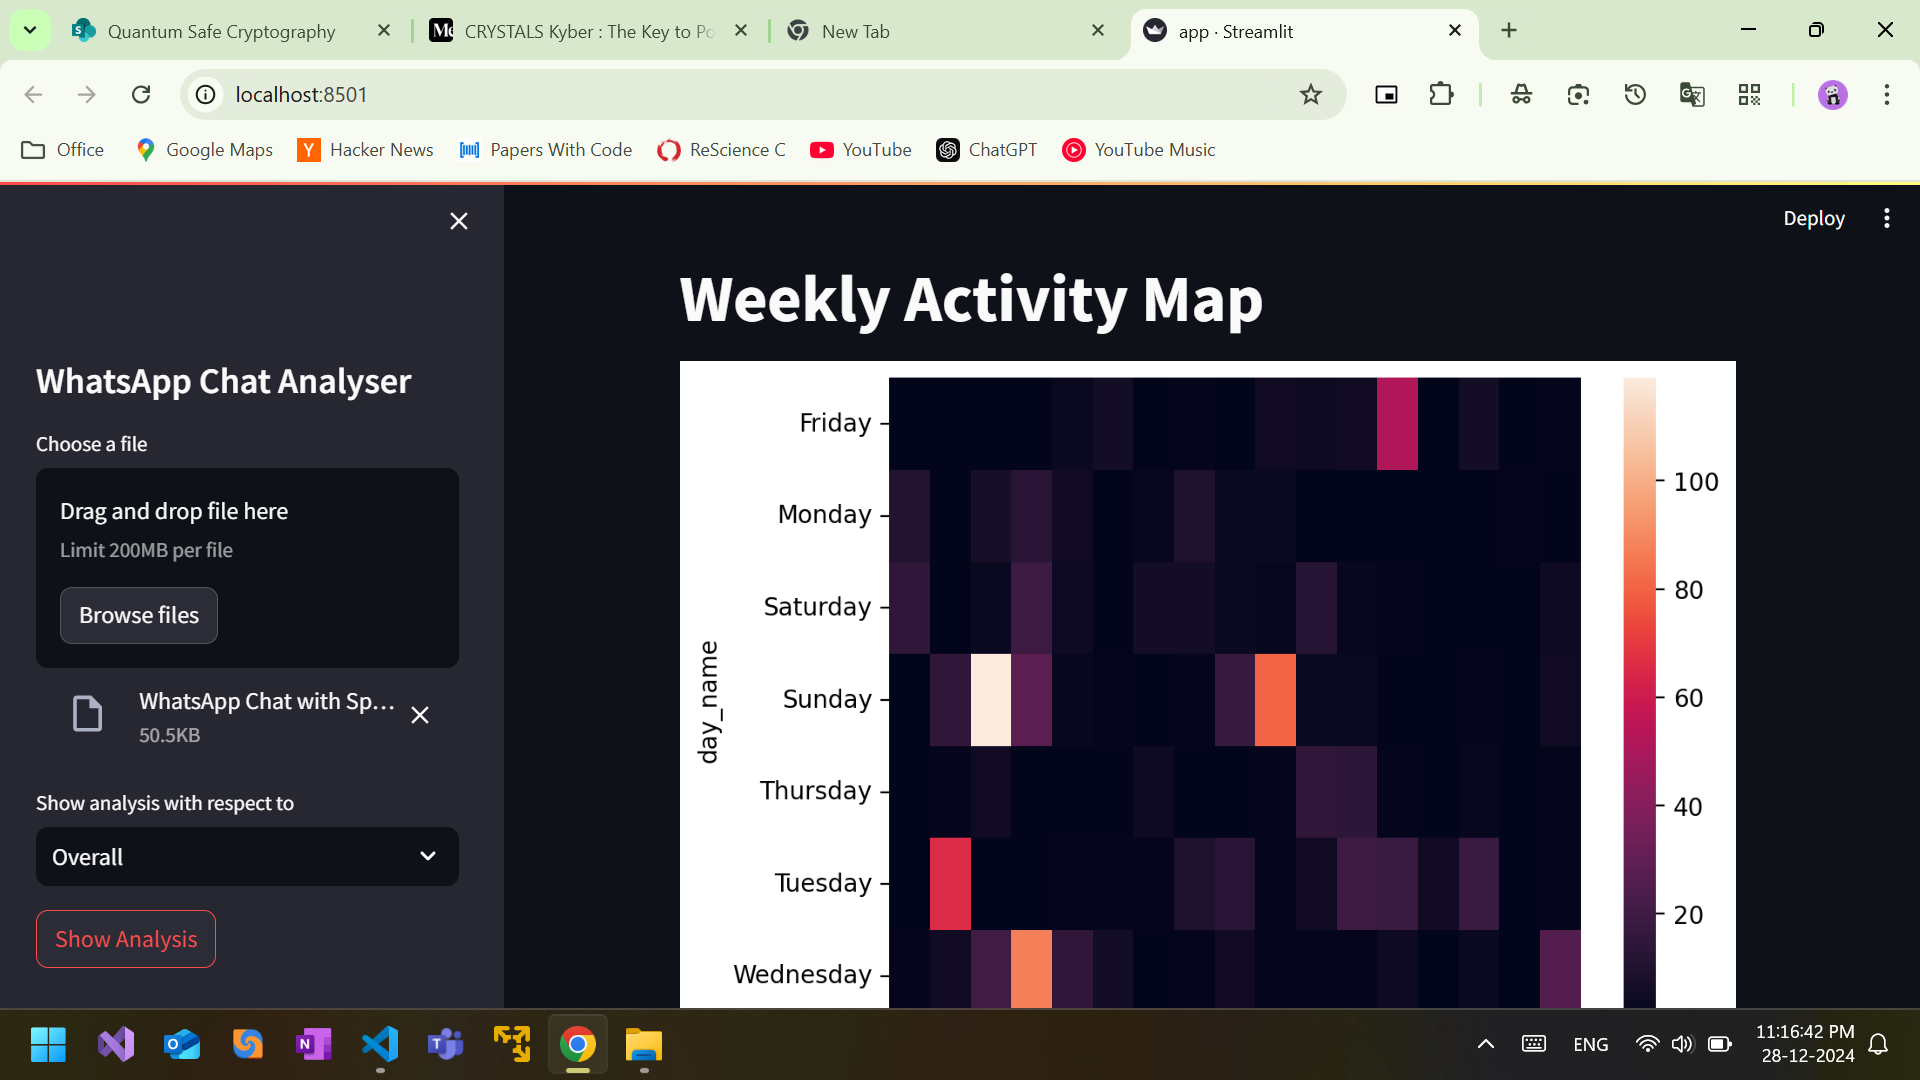 Quantum Safe Cryptography
CRYSTALS Kyber : The Key to Po
New Tab
app · Streamlit
localhost:8501
Office
Google Maps
Hacker News
Papers With Code
ReScience C
YouTube
ChatGPT
YouTube Music
Deploy
WhatsApp Chat Analyser
Choose a file
Drag and drop file here
Limit 200MB per file
Browse files
WhatsApp Chat with Sp...
50.5KB
Show analysis with respect to
Overall
Show Analysis
Weekly Activity Map
day_name
Friday
Monday
Saturday
Sunday
Thursday
Tuesday
Wednesday
100
80
60
40
20
ENG
11:16:42 PM
28-12-2024